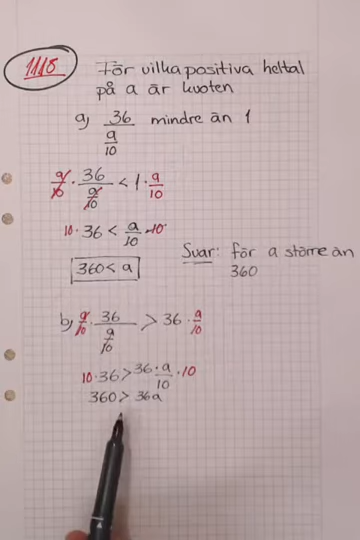 1118 För vilka positiva heltal
på a är kvoten
a) 36/(a/10) mindre än 1
a/10 · 36/(a/10) < 1 · a/10
10 · 36 < a/10 · 10
360 < a
Svar: för a större än
360
b) a/10 · 36/(a/10) > 36 · a/10
10 · 36 > 36 · a/10 · 10
360 > 36a